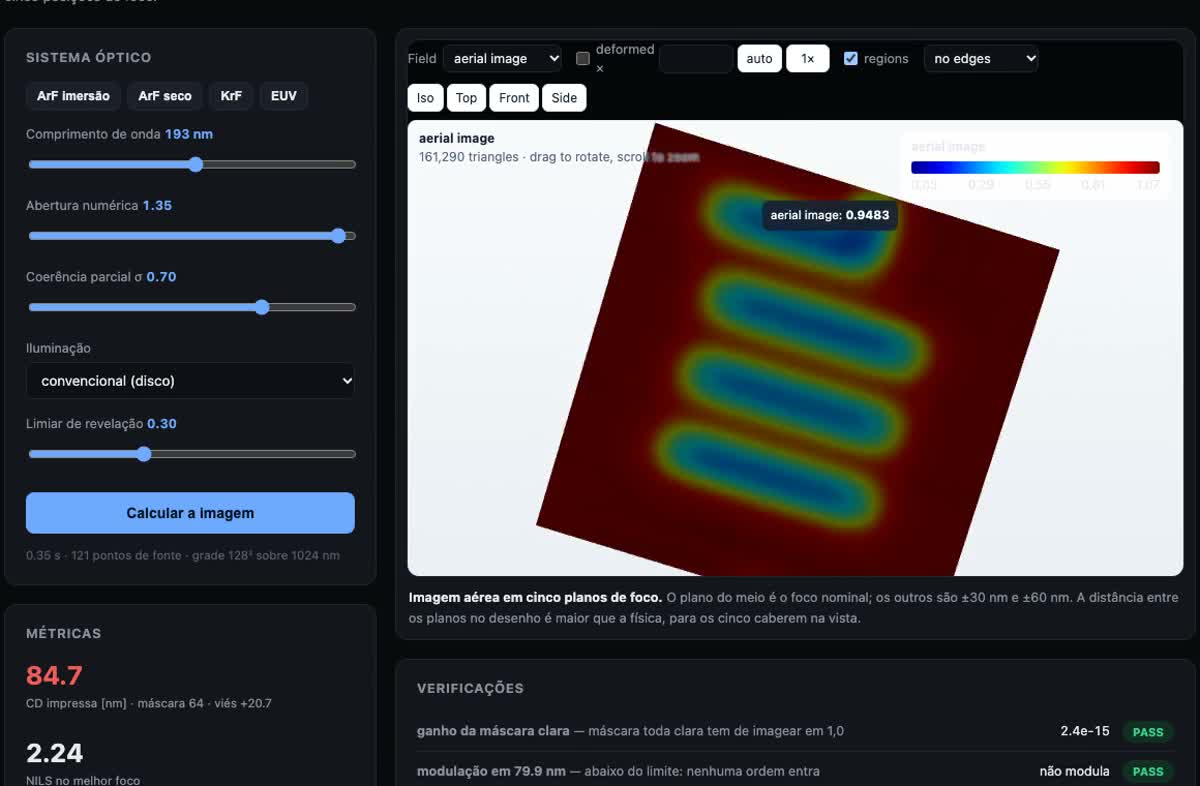 SISTEMA ÓPTICO
ArF imersão ArF seco KrF EUV
Comprimento de onda 193 nm
Abertura numérica 1.35
Coerência parcial σ 0.70
Iluminação
convencional (disco)
Limiar de revelação 0.30
Calcular a imagem
0.35 s · 121 pontos de fonte · grade 128² sobre 1024 nm
MÉTRICAS
84.7
CD impressa [nm] · máscara 64 · viés +20.7
2.24
NILS no melhor foco
Field aerial image deformed × auto 1× regions no edges
Iso Top Front Side
aerial image
161,290 triangles · drag to rotate, scroll to zoom
aerial image
0.03 0.29 0.55 0.81 1.07
aerial image: 0.9483
Imagem aérea em cinco planos de foco. O plano do meio é o foco nominal; os outros são ±30 nm e ±60 nm. A distância entre
os planos no desenho é maior que a física, para os cinco caberem na vista.
VERIFICAÇÕES
ganho da máscara clara — máscara toda clara tem de imagear em 1,0 2.4e-15 PASS
modulação em 79.9 nm — abaixo do limite: nenhuma ordem entra não modula PASS